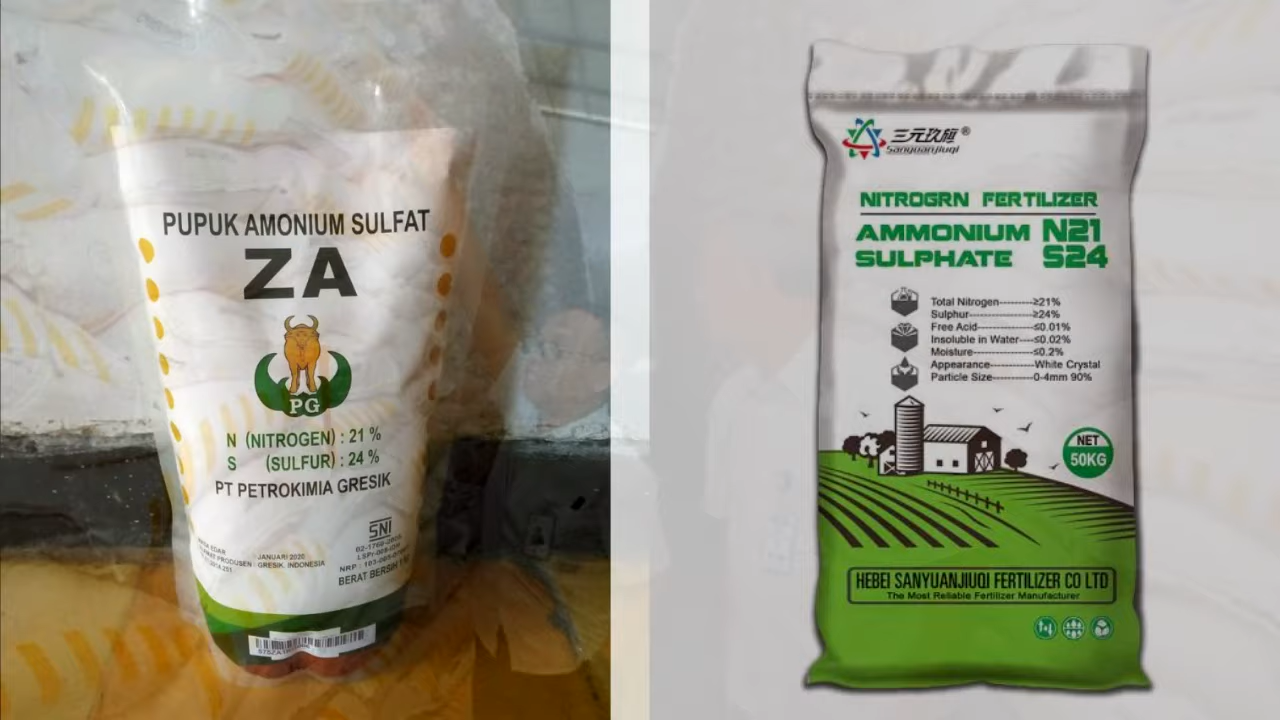 PUPUK AMONIUM SULFAT
ZA
PG
N (NITROGEN) : 21 %
S (SULFUR) : 24 %
PT PETROKIMIA GRESIK
SNI
JANUARI 2020
GRESIK, INDONESIA
BERAT BERSIH
三元玖旗®
Sanyuanjiuqi
NITROGRN FERTILIZER
AMMONIUM N21
SULPHATE S24
Total Nitrogen----------≥21%
Sulphur-----------------≥24%
Free Acid---------------≤0.01%
Insoluble in Water----≤0.02%
Moisture----------------≤0.2%
Appearance-----------White Crystal
Particle Size----------0-4mm 90%
NET
50KG
HEBEI SANYUANJIUQI FERTILIZER CO LTD
The Most Reliable Fertilizer Manufacturer